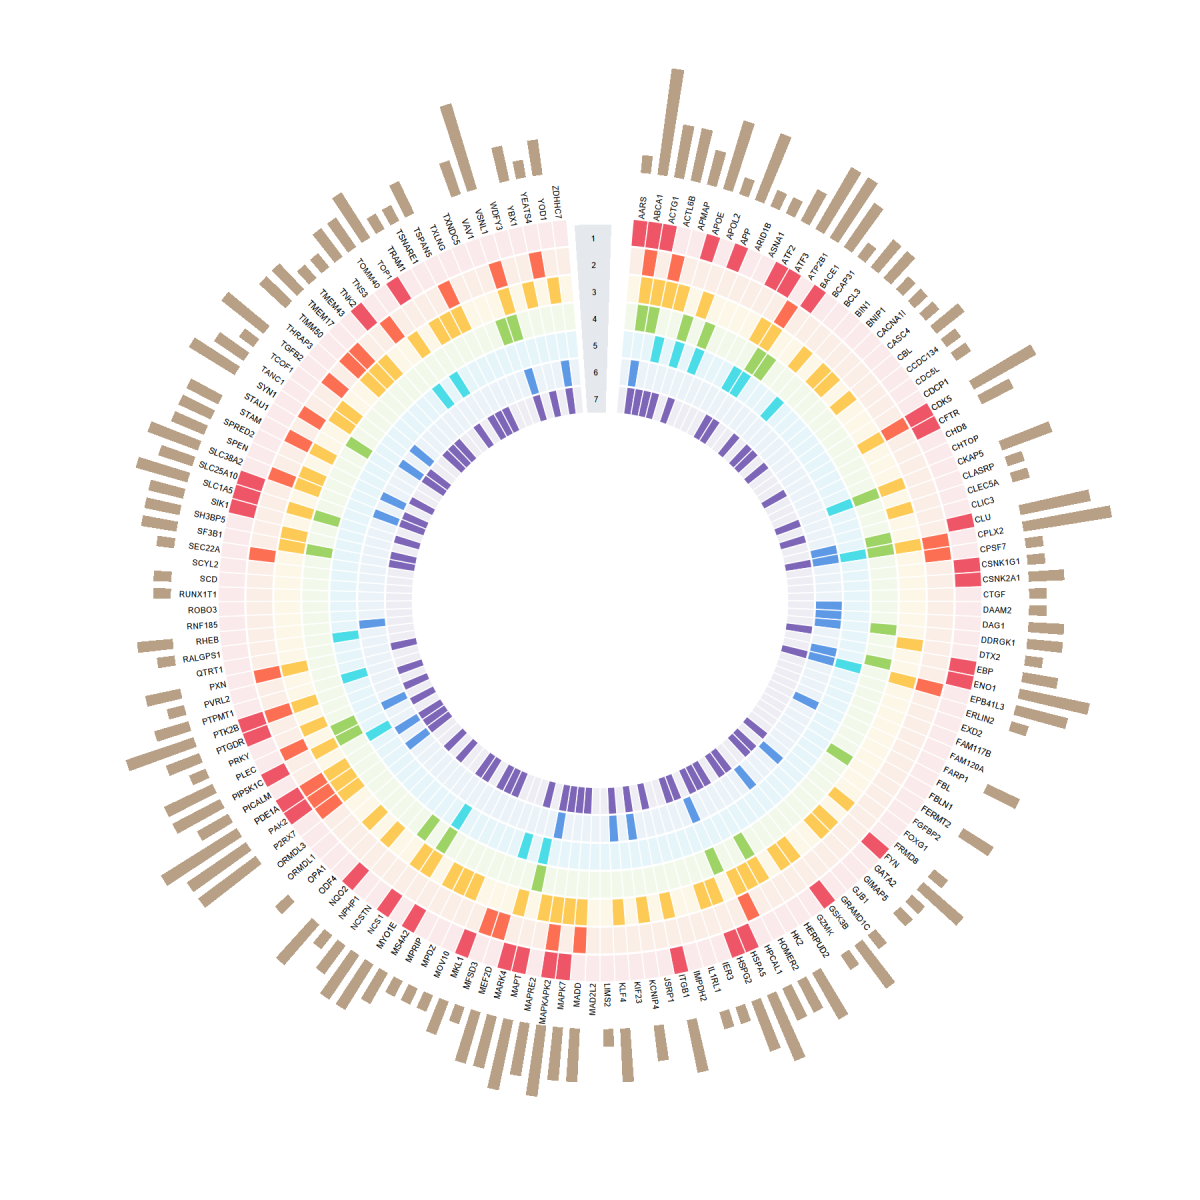 1
2
3
4
5
6
7
AARS
ABCA1
ACTG1
ACTL6B
APMAP
APOE
APOL2
APP
ARID1B
ASNA1
ATF2
ATF3
ATP2B1
BACE1
BCAP31
BCL3
BIN1
BNIP1
CACNA1I
CASC4
CBL
CCDC134
CDC5L
CDCP1
CDK5
CFTR
CHD8
CHTOP
CKAP5
CLASRP
CLEC5A
CLIC3
CLU
CPLX2
CPSF7
CSNK1G1
CSNK2A1
CTGF
DAAM2
DAG1
DDRGK1
DTX2
EBP
ENO1
EPB41L3
ERLIN2
EXD2
FAM117B
FAM120A
FARP1
FBL
FBLN1
FERMT2
FGFBP2
FOXG1
FRMD8
FYN
GATA2
GIMAP5
GJB1
GRAMD1C
GSK3B
GZMK
HERPUD2
HK2
HOMER2
HPCAL1
HSPA5
HSPG2
IER3
IL1RL1
IMPDH2
ITGB1
JSRP1
KCNIP4
KIF23
KLF4
LIMS2
MAD2L2
MADD
MAPK7
MAPKAPK2
MAPRE2
MAPT
MARK4
MEF2D
MFSD3
MKL1
MOV10
MPDZ
MPRIP
MS4A2
MYO1E
NCS1
NCSTN
NPHP1
NQO2
ODF4
OPA1
ORMDL1
ORMDL3
P2RX7
PAK2
PDE1A
PICALM
PIP5K1C
PLEC
PRKY
PTGDR
PTK2B
PTPMT1
PVRL2
PXN
QTRT1
RALGPS1
RHEB
RNF185
ROBO3
RUNX1T1
SCD
SCYL2
SEC22A
SF3B1
SH3BP5
SIK1
SLC1A5
SLC25A10
SLC38A2
SPEN
SPRED2
STAM
STAU1
SYN1
TANC1
TCOF1
TGFB2
THRAP3
TIMM50
TMEM17
TMEM43
TNK2
TNS3
TOMM40
TOP1
TRAM1
TSNARE1
TSPAN5
TXLNG
TXNDC5
VAV1
VSNL1
WDFY3
YBX1
YEATS4
YOD1
ZDHHC7